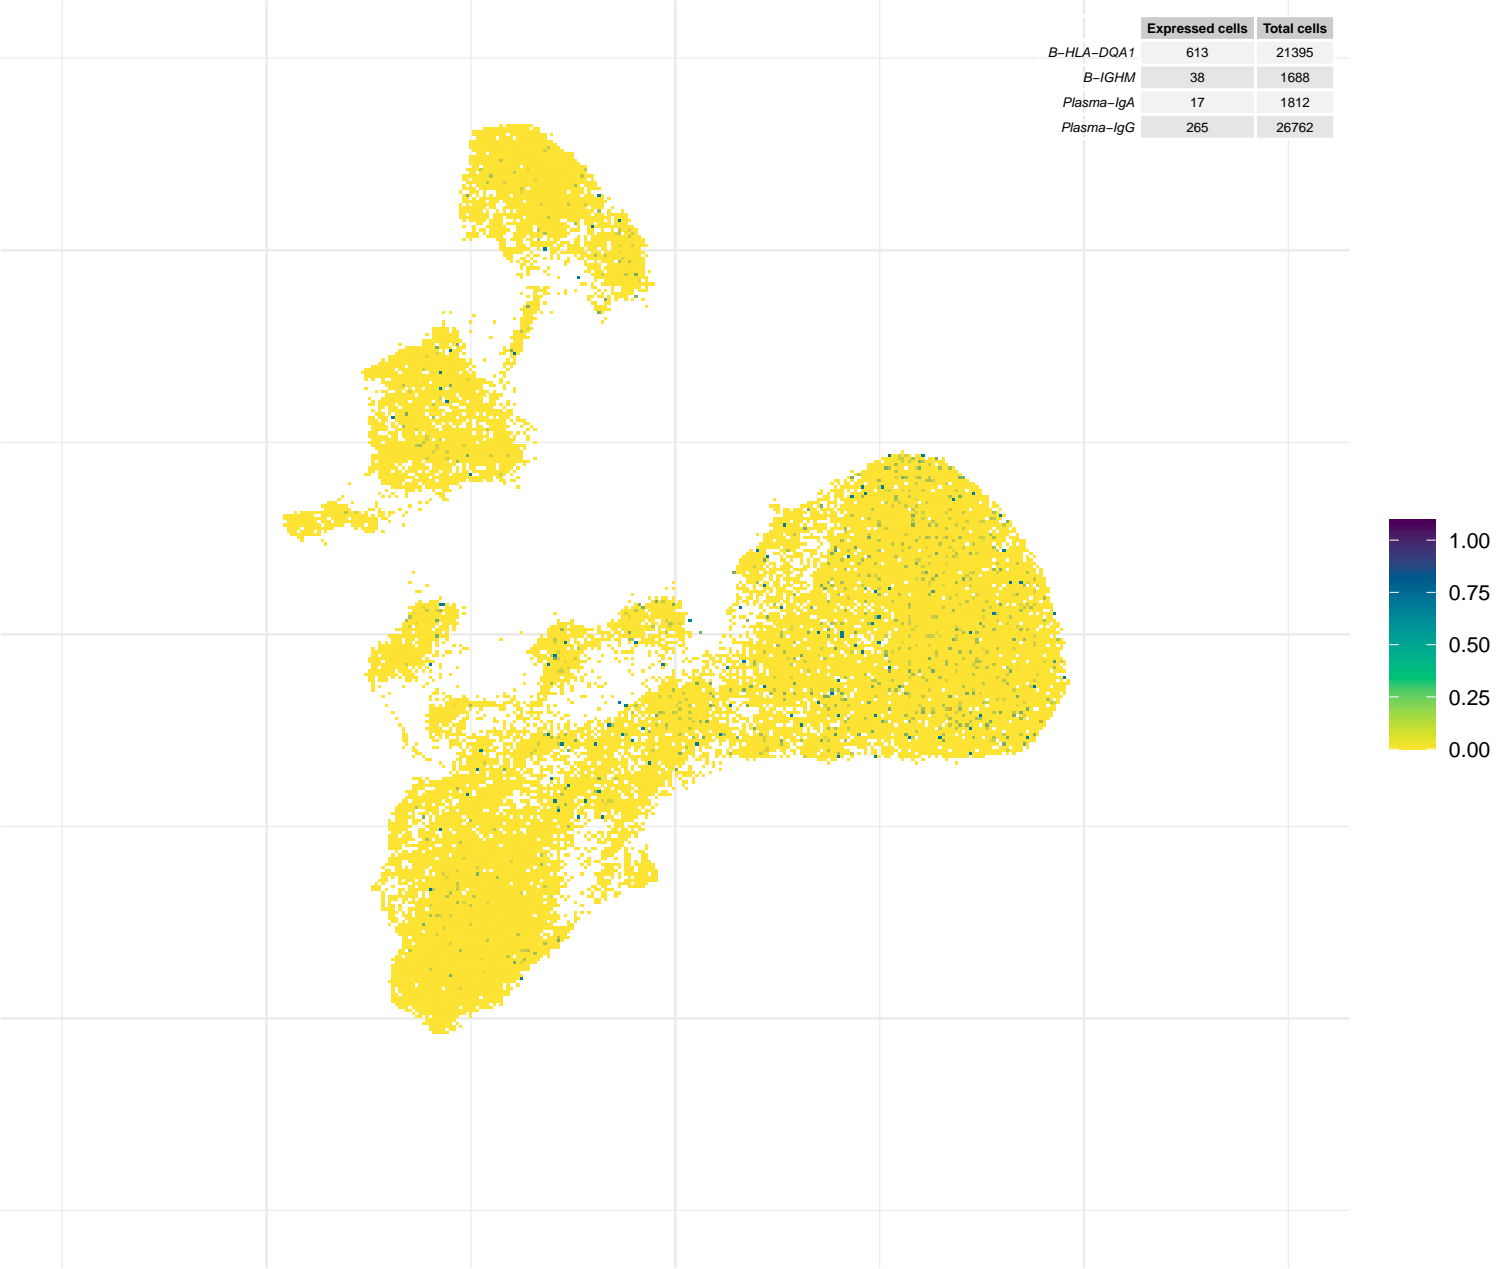 Expressed cells Total cells
B−HLA−DQA1 613 21395
B−IGHM 38 1688
Plasma−IgA 17 1812
Plasma−IgG 265 26762
1.00
0.75
0.50
0.25
0.00